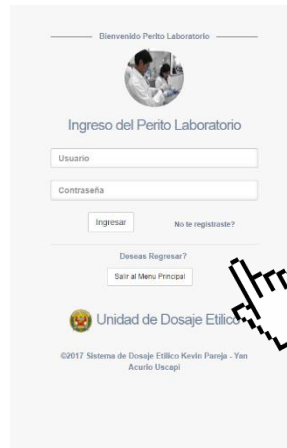 Bienvenido Perito Laboratorio
Ingreso del Perito Laboratorio
Usuario
Contraseña
Ingresar
No te registraste?
Deseas Regresar?
Salir al Menu Principal
Unidad de Dosaje Etilico
©2017 Sistema de Dosaje Etilico Kevin Pareja - Yan
Acurio Uscapi